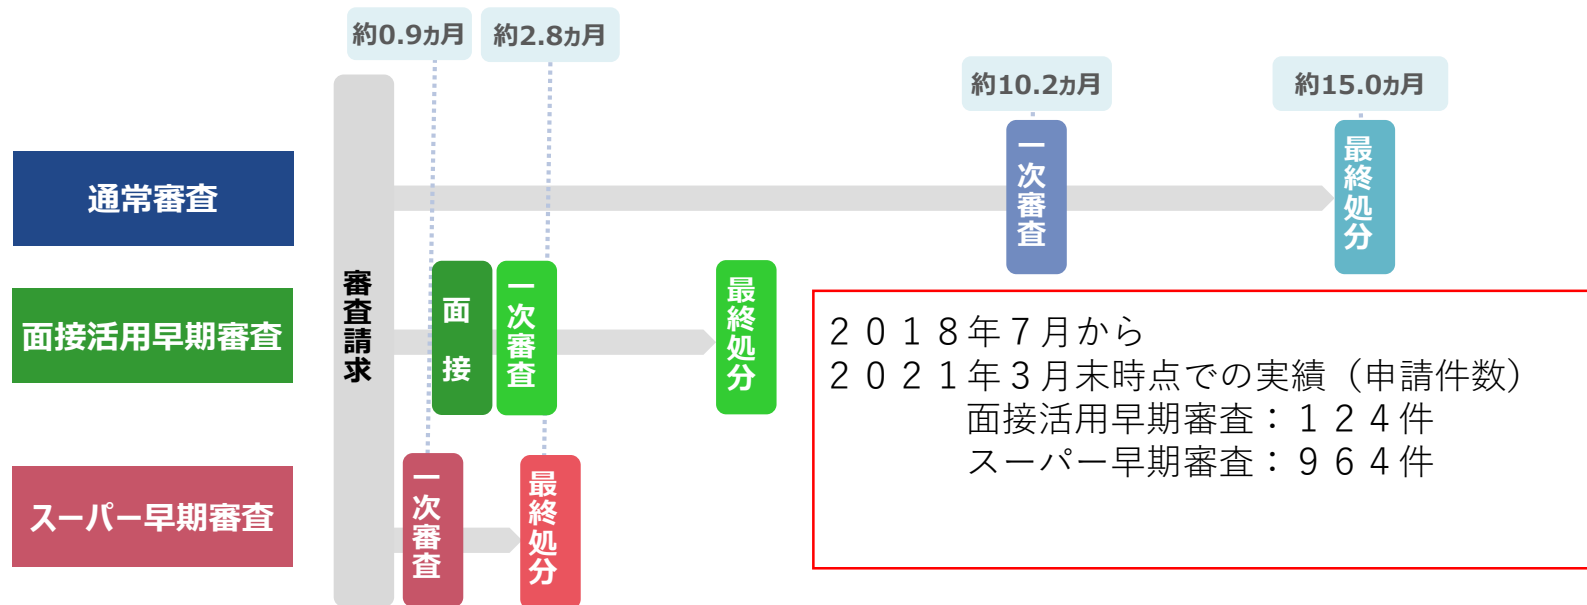 約0.9ヵ月
約2.8ヵ月
約10.2ヵ月
約15.0ヵ月
審査請求
通常審査
一次審査
最終処分
面接活用早期審査
面接
一次審査
最終処分
スーパー早期審査
一次審査
最終処分
２０１８年７月から
２０２１年３月末時点での実績（申請件数）
面接活用早期審査：１２４件
スーパー早期審査：９６４件